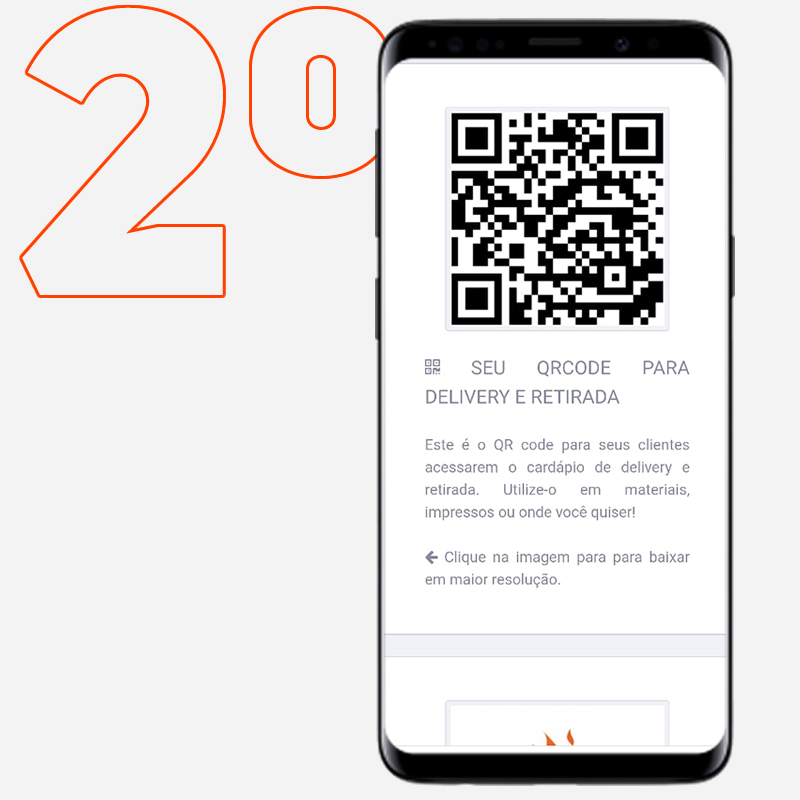 2º
SEU QRCODE PARA
DELIVERY E RETIRADA
Este é o QR code para seus clientes
acessarem o cardápio de delivery e
retirada. Utilize-o em materiais,
impressos ou onde você quiser!
Clique na imagem para para baixar
em maior resolução.